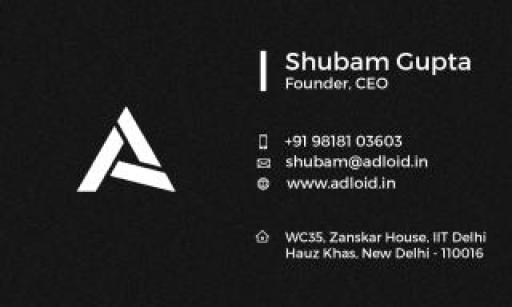 Shubam Gupta
Founder, CEO
+91 98181 03603
shubam@adloid.in
www.adloid.in
WC35, Zanskar House, IIT Delhi
Hauz Khas, New Delhi - 110016